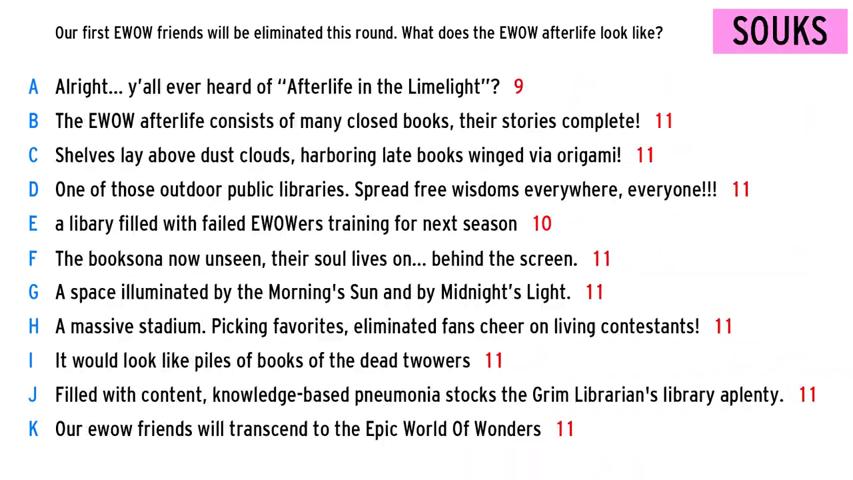 Our first EWOW friends will be eliminated this round. What does the EWOW afterlife look like?
SOUKS
A Alright... y'all ever heard of “Afterlife in the Limelight”? 9
B The EWOW afterlife consists of many closed books, their stories complete! 11
C Shelves lay above dust clouds, harboring late books winged via origami! 11
D One of those outdoor public libraries. Spread free wisdoms everywhere, everyone!!! 11
E a libary filled with failed EWOWers training for next season 10
F The booksona now unseen, their soul lives on... behind the screen. 11
G A space illuminated by the Morning's Sun and by Midnight’s Light. 11
H A massive stadium. Picking favorites, eliminated fans cheer on living contestants! 11
I It would look like piles of books of the dead twowers 11
J Filled with content, knowledge-based pneumonia stocks the Grim Librarian's library aplenty. 11
K Our ewow friends will transcend to the Epic World Of Wonders 11